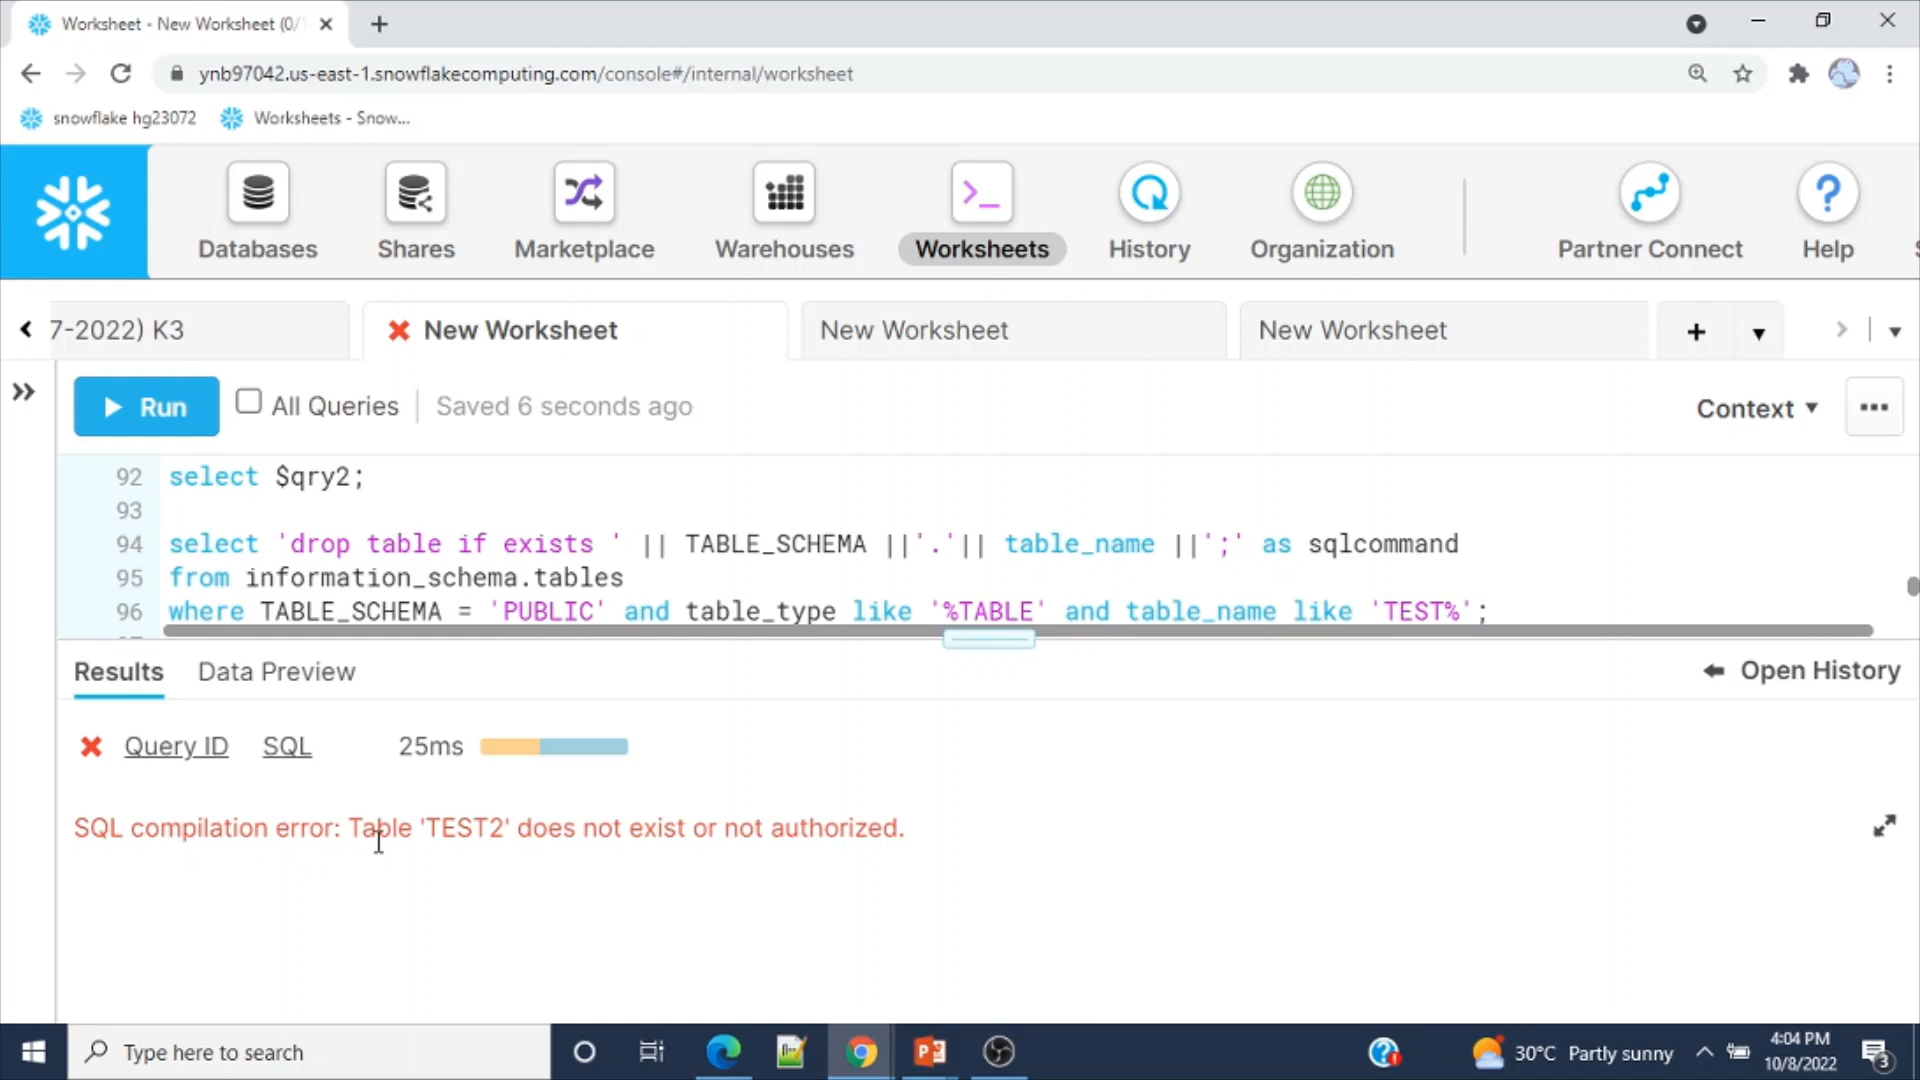 Worksheet - New Worksheet (0/
ynb97042.us-east-1.snowflakecomputing.com/console#/internal/worksheet
snowflake hg23072
Worksheets - Snow...
Databases
Shares
Marketplace
Warehouses
Worksheets
History
Organization
Partner Connect
Help
7-2022) K3
New Worksheet
New Worksheet
New Worksheet
Run
All Queries
Saved 6 seconds ago
Context
92 select $qry2;
93
94 select 'drop table if exists ' || TABLE_SCHEMA ||'.'|| table_name ||';' as sqlcommand
95 from information_schema.tables
96 where TABLE_SCHEMA = 'PUBLIC' and table_type like '%TABLE' and table_name like 'TEST%';
Results
Data Preview
Open History
Query ID
SQL
25ms
SQL compilation error: Table 'TEST2' does not exist or not authorized.
Type here to search
30°C Partly sunny
4:04 PM
10/8/2022
3